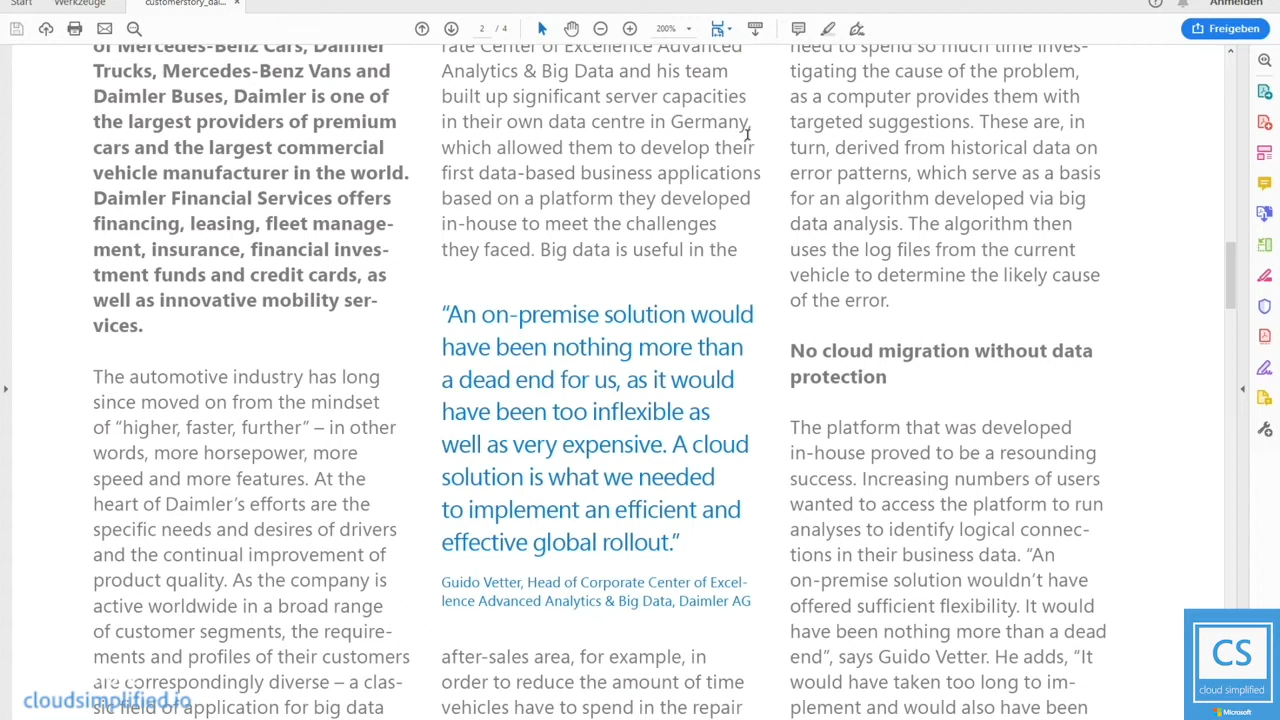 Start
Werkzeuge
customerstory_dai...
Anmelden
2 / 4
200%
Freigeben
of Mercedes-Benz Cars, Daimler
Trucks, Mercedes-Benz Vans and
Daimler Buses, Daimler is one of
the largest providers of premium
cars and the largest commercial
vehicle manufacturer in the world.
Daimler Financial Services offers
financing, leasing, fleet manage-
ment, insurance, financial inves-
tment funds and credit cards, as
well as innovative mobility ser-
vices.
The automotive industry has long
since moved on from the mindset
of “higher, faster, further“ – in other
words, more horsepower, more
speed and more features. At the
heart of Daimler’s efforts are the
specific needs and desires of drivers
and the continual improvement of
product quality. As the company is
active worldwide in a broad range
of customer segments, the require-
ments and profiles of their customers
are correspondingly diverse – a clas-
sic field of application for big data
rate Center of Excellence Advanced
Analytics & Big Data and his team
built up significant server capacities
in their own data centre in Germany,
which allowed them to develop their
first data-based business applications
based on a platform they developed
in-house to meet the challenges
they faced. Big data is useful in the
“An on-premise solution would
have been nothing more than
a dead end for us, as it would
have been too inflexible as
well as very expensive. A cloud
solution is what we needed
to implement an efficient and
effective global rollout.”
Guido Vetter, Head of Corporate Center of Excel-
lence Advanced Analytics & Big Data, Daimler AG
after-sales area, for example, in
order to reduce the amount of time
vehicles have to spend in the repair
need to spend so much time inves-
tigating the cause of the problem,
as a computer provides them with
targeted suggestions. These are, in
turn, derived from historical data on
error patterns, which serve as a basis
for an algorithm developed via big
data analysis. The algorithm then
uses the log files from the current
vehicle to determine the likely cause
of the error.
No cloud migration without data
protection
The platform that was developed
in-house proved to be a resounding
success. Increasing numbers of users
wanted to access the platform to run
analyses to identify logical connec-
tions in their business data. “An
on-premise solution wouldn’t have
offered sufficient flexibility. It would
have been nothing more than a dead
end”, says Guido Vetter. He adds, “It
would have taken too long to im-
plement and would also have been
cloudsimplified.io
CS
cloud simplified
Microsoft